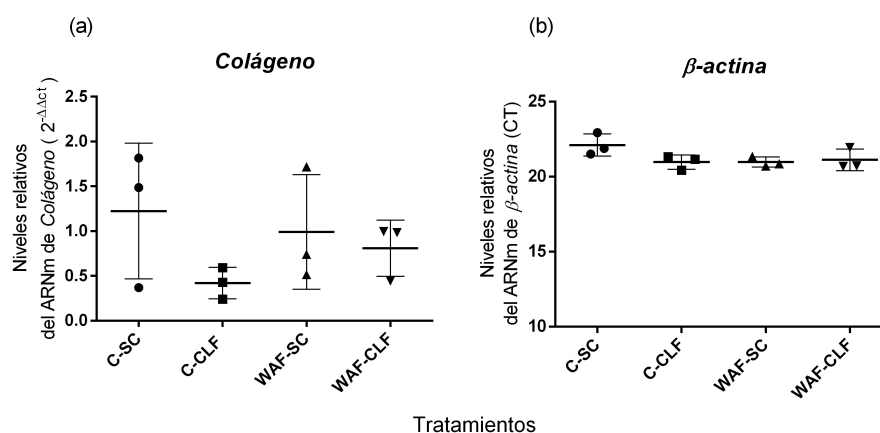 (a)
Colágeno
Niveles relativos
del ARNm de Colágeno ( 2-ΔΔct)
2.5
2.0
1.5
1.0
0.5
0.0
C-SC
C-CLF
WAF-SC
WAF-CLF
(b)
β-actina
Niveles relativos
del ARNm de β-actina (CT)
25
20
15
10
C-SC
C-CLF
WAF-SC
WAF-CLF
Tratamientos